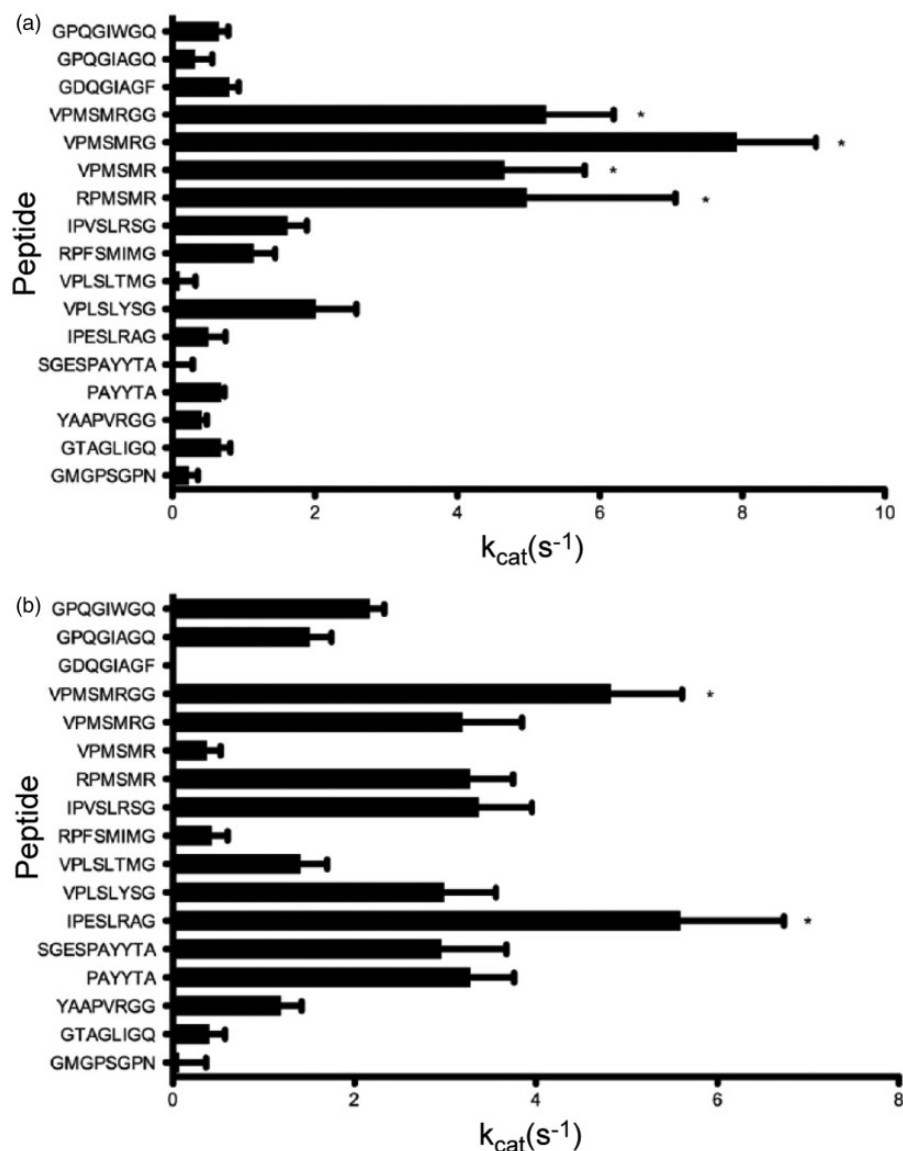 (a)
Peptide
GPQGIWGQ
GPQGIAGQ
GDQGIAGF
VPMSMRGG *
VPMSMRG *
VPMSMR *
RPMSMR *
IPVSLRSG
RPFSMIMG
VPLSLTMG
VPLSLYSG
IPESLRAG
SGESPAYYTA
PAYYTA
YAAPVRGG
GTAGLIGQ
GMGPSGPN
0 2 4 6 8 10
kcat(s-1)
(b)
Peptide
GPQGIWGQ
GPQGIAGQ
GDQGIAGF
VPMSMRGG *
VPMSMRG
VPMSMR
RPMSMR
IPVSLRSG
RPFSMIMG
VPLSLTMG
VPLSLYSG
IPESLRAG *
SGESPAYYTA
PAYYTA
YAAPVRGG
GTAGLIGQ
GMGPSGPN
0 2 4 6 8
kcat(s-1)